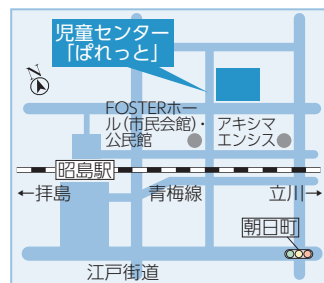 児童センター
「ぱれっと」
N
FOSTERホー
ル(市民会館)・
公民館
アキシマ
エンシス
昭島駅
←拝島
青梅線
立川→
朝日町
江戸街道